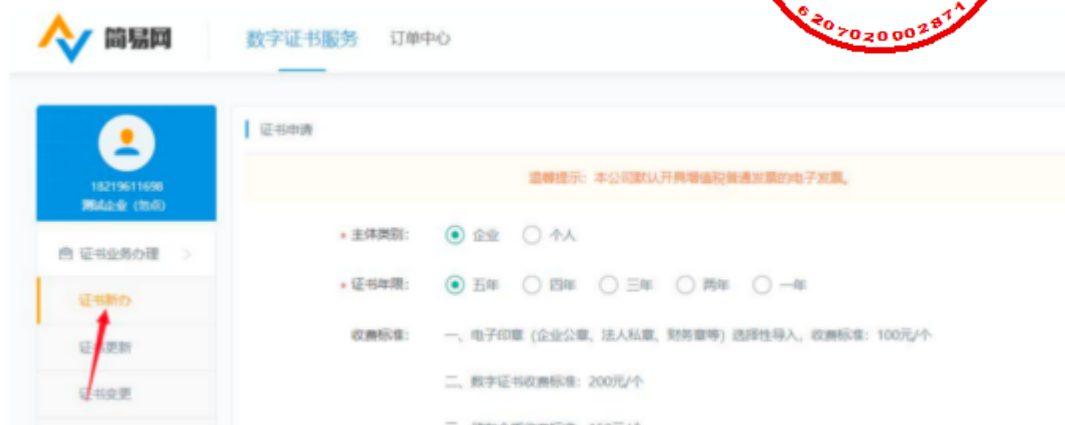 简易网
数字证书服务 订单中心
6207020002871
证书申请
温馨提示：本公司默认开具增值税普通发票的电子发票。
18219611698
测试企业（勿动）
* 主体类别： 企业 个人
证书业务办理 >
* 证书年限： 五年 四年 三年 两年 一年
证书新办
收费标准： 一、电子印章（企业公章、法人私章、财务章等）选择性导入，收费标准：100元/个
证书更新
二、数字证书收费标准：200元/个
证书变更